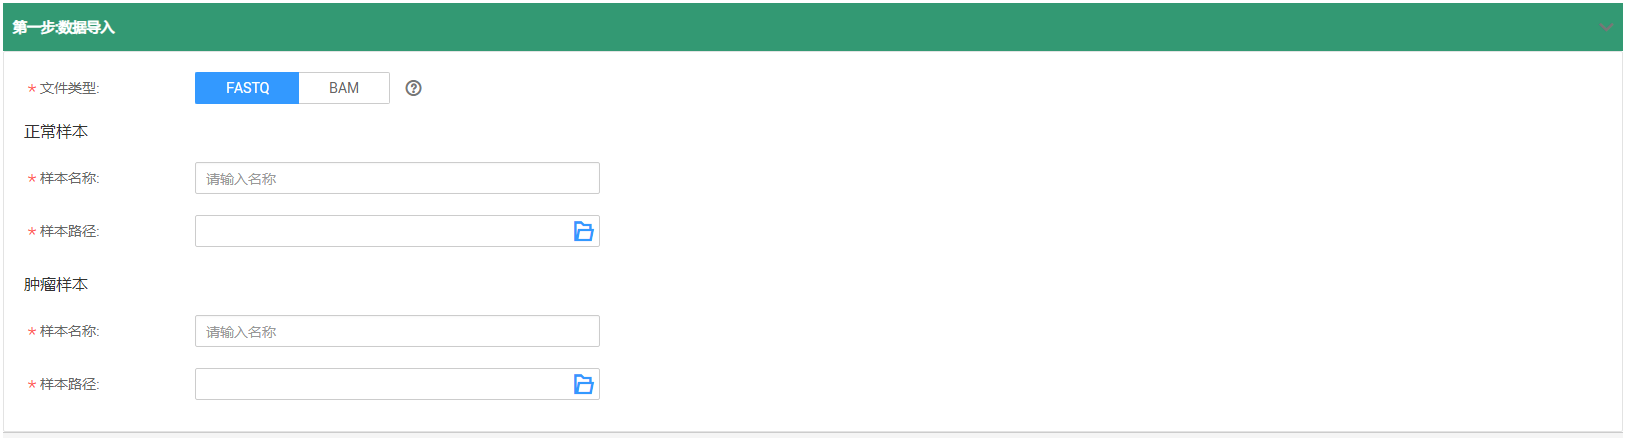 第一步:数据导入
* 文件类型: FASTQ BAM ?
正常样本
* 样本名称: 请输入名称
* 样本路径:
肿瘤样本
* 样本名称: 请输入名称
* 样本路径: